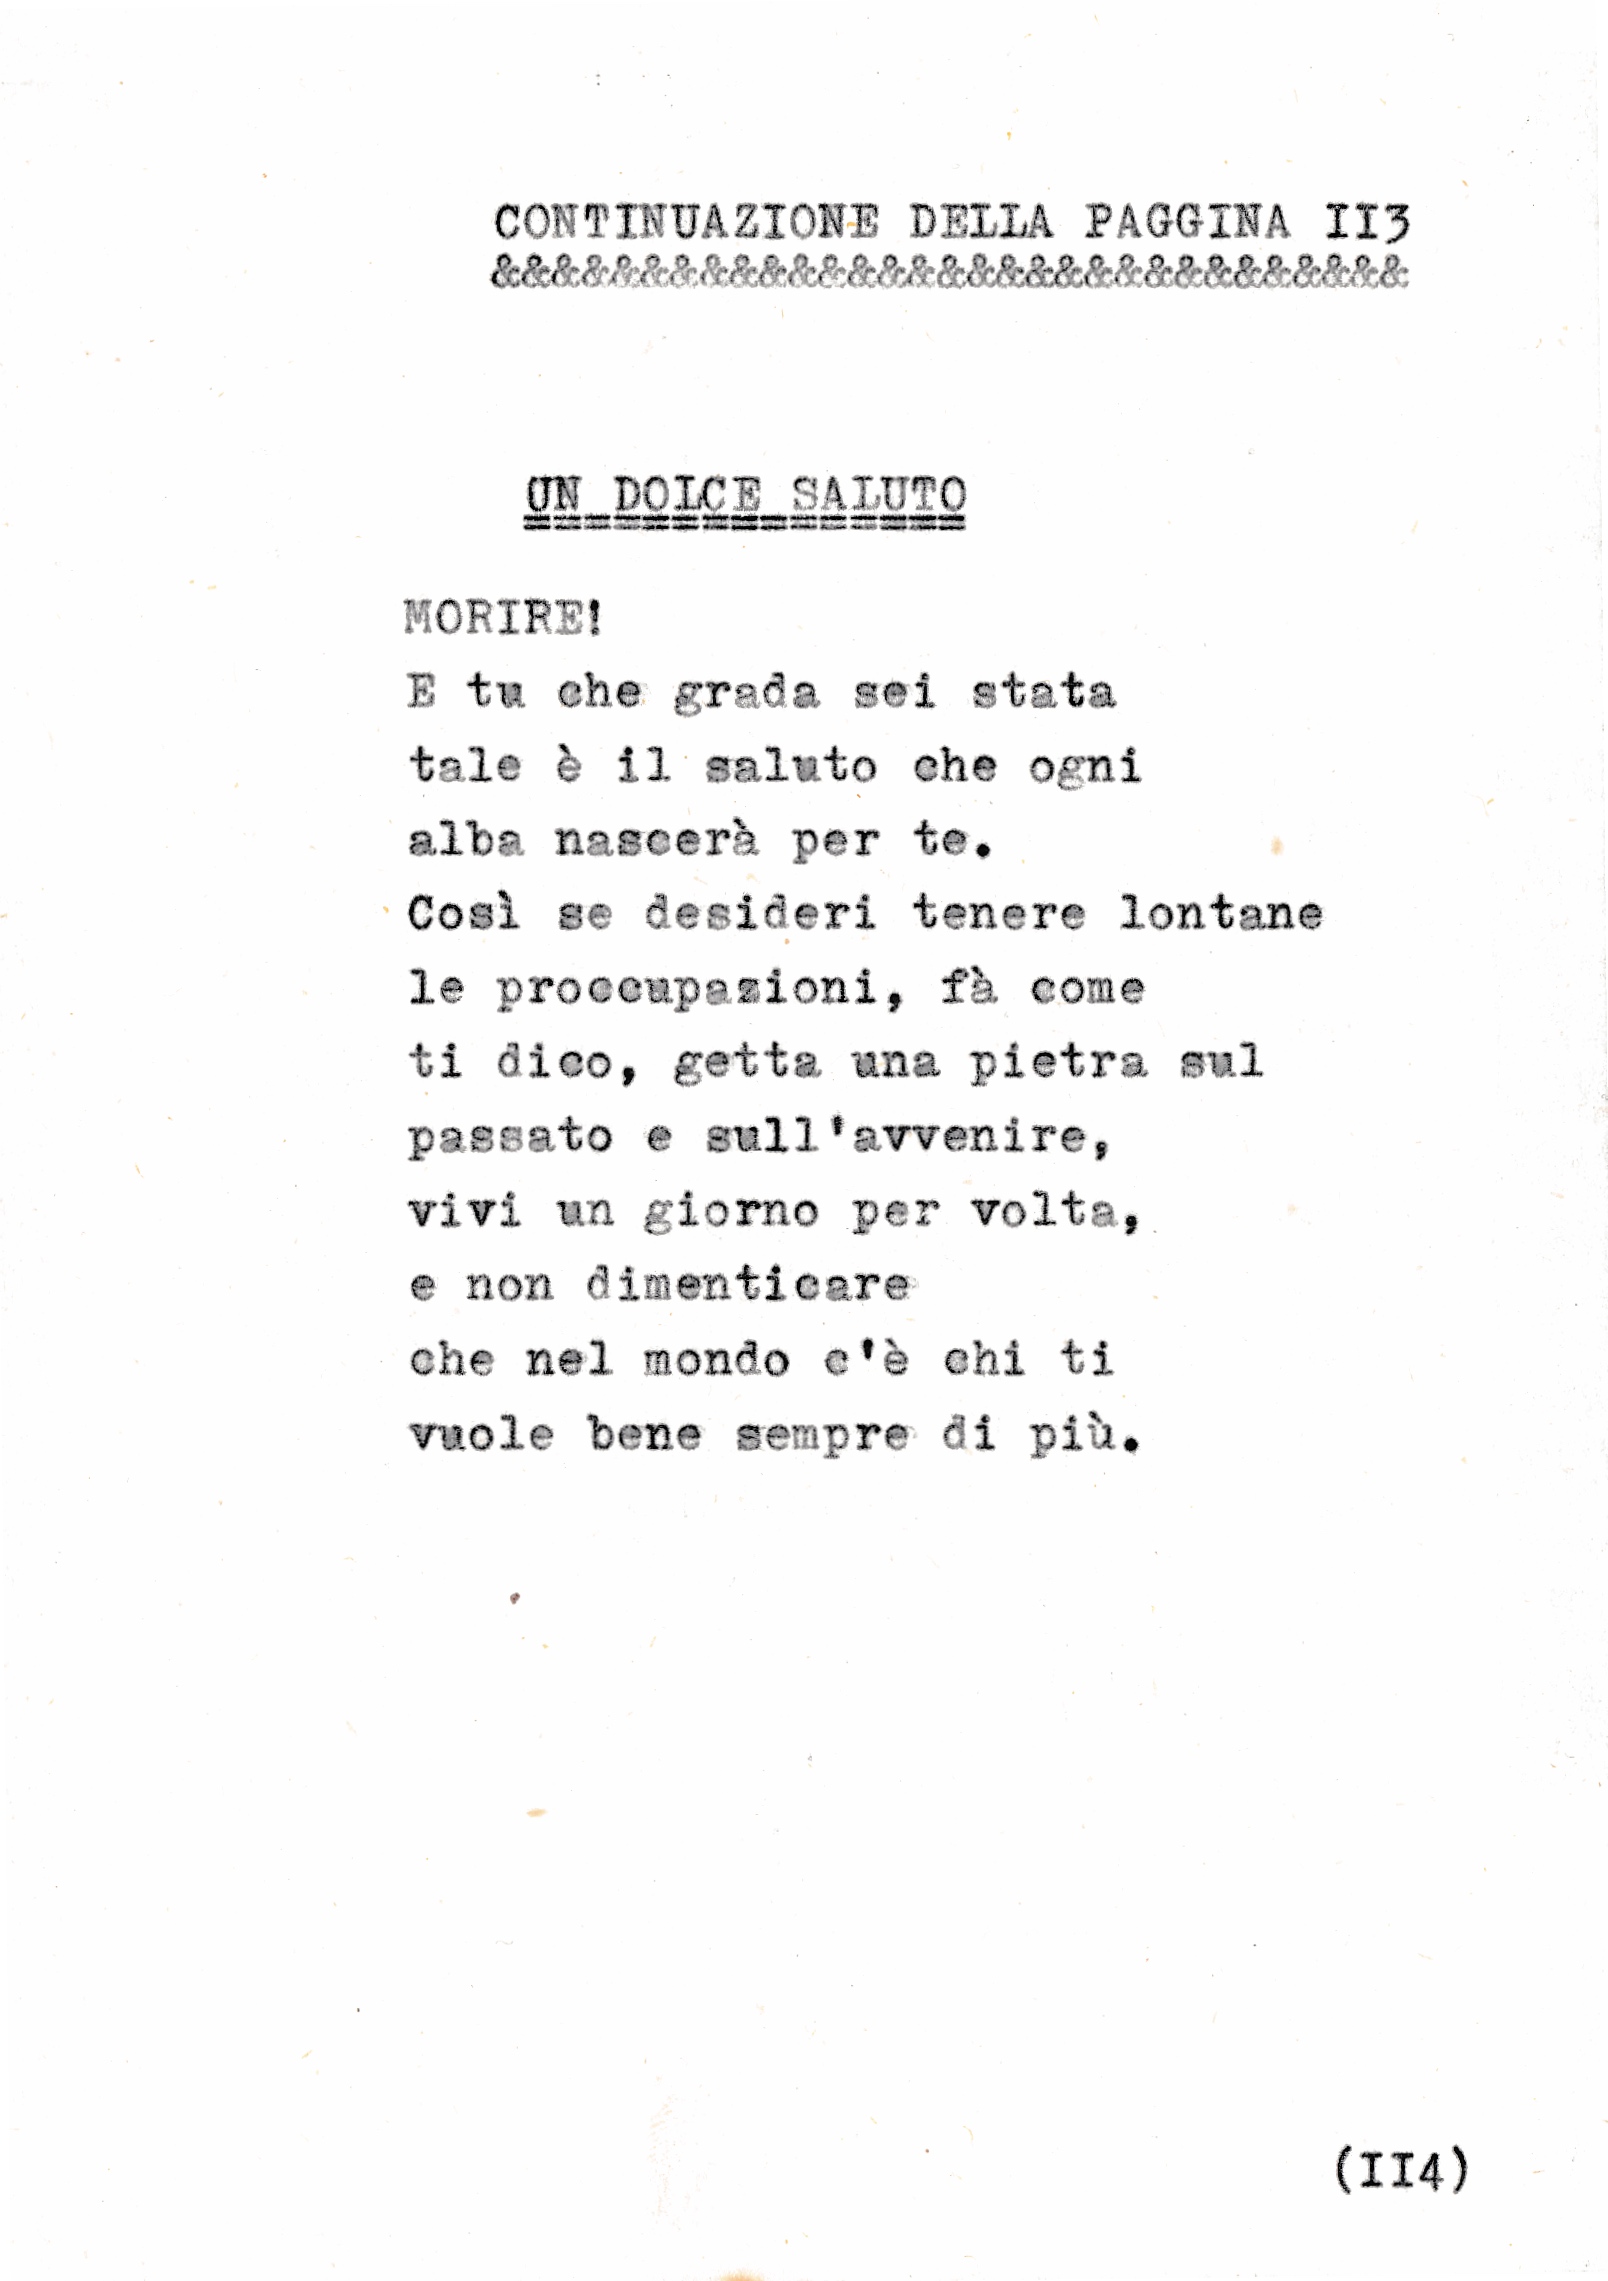 CONTINUAZIONE DELLA PAGGINA II3
&&&&&&&&&&&&&&&&&&&&&&&&&&&&&&&
UN DOLCE SALUTO
===============
MORIRE!
E tu che grada sei stata
tale è il saluto che ogni
alba nascerà per te.
Così se desideri tenere lontane
le proccupazioni, fà come
ti dico, getta una pietra sul
passato e sull'avvenire,
vivi un giorno per volta,
e non dimenticare
che nel mondo c'è chi ti
vuole bene sempre di più.
(II4)